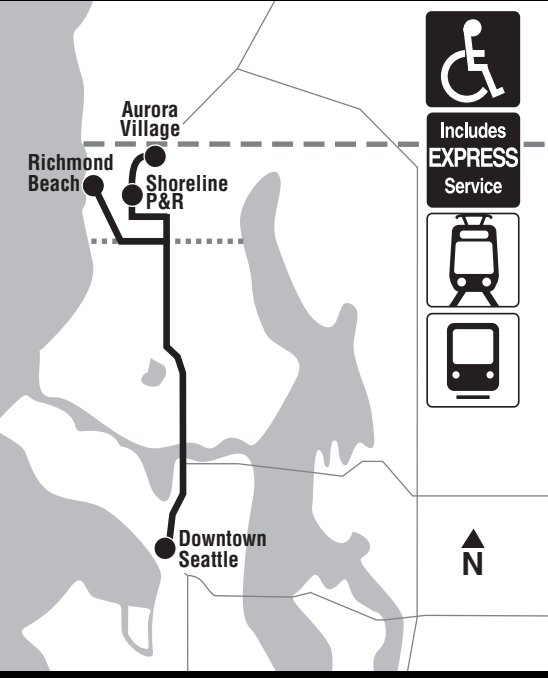 Aurora
Village
Includes
EXPRESS
Service
Richmond
Beach
Shoreline
P&R
Downtown
Seattle
N